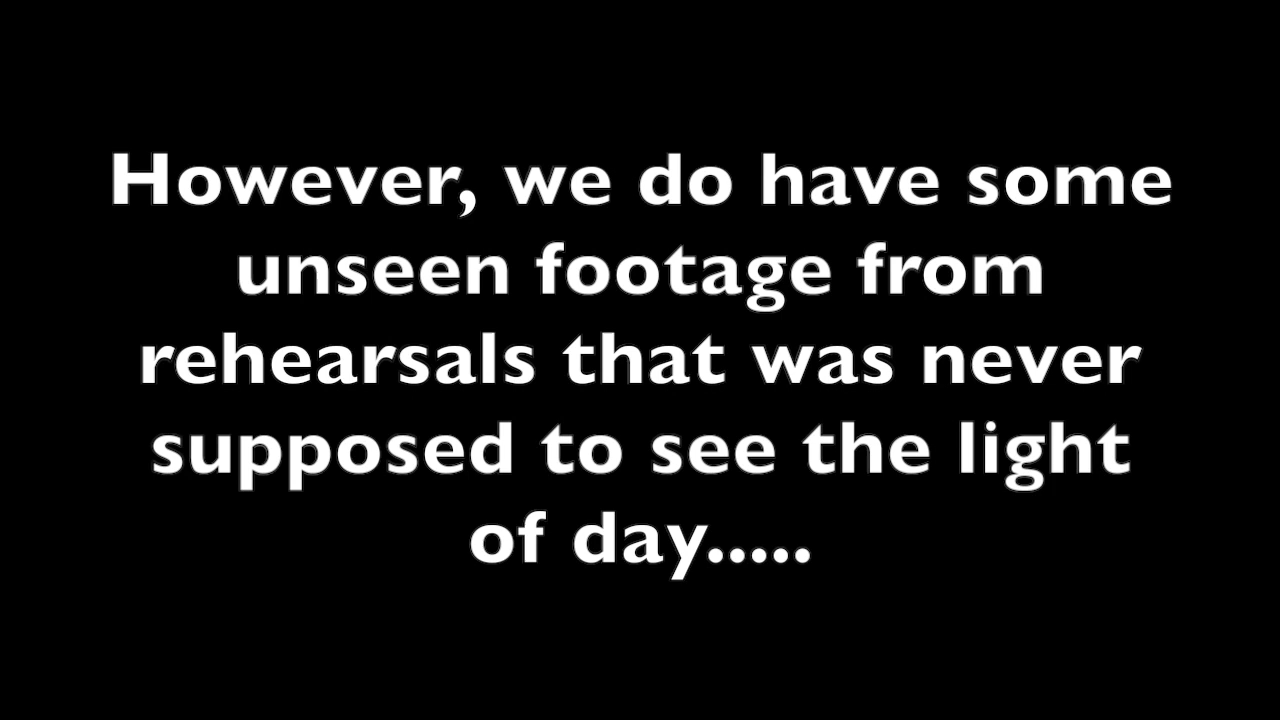 However, we do have some
unseen footage from
rehearsals that was never
supposed to see the light
of day.....